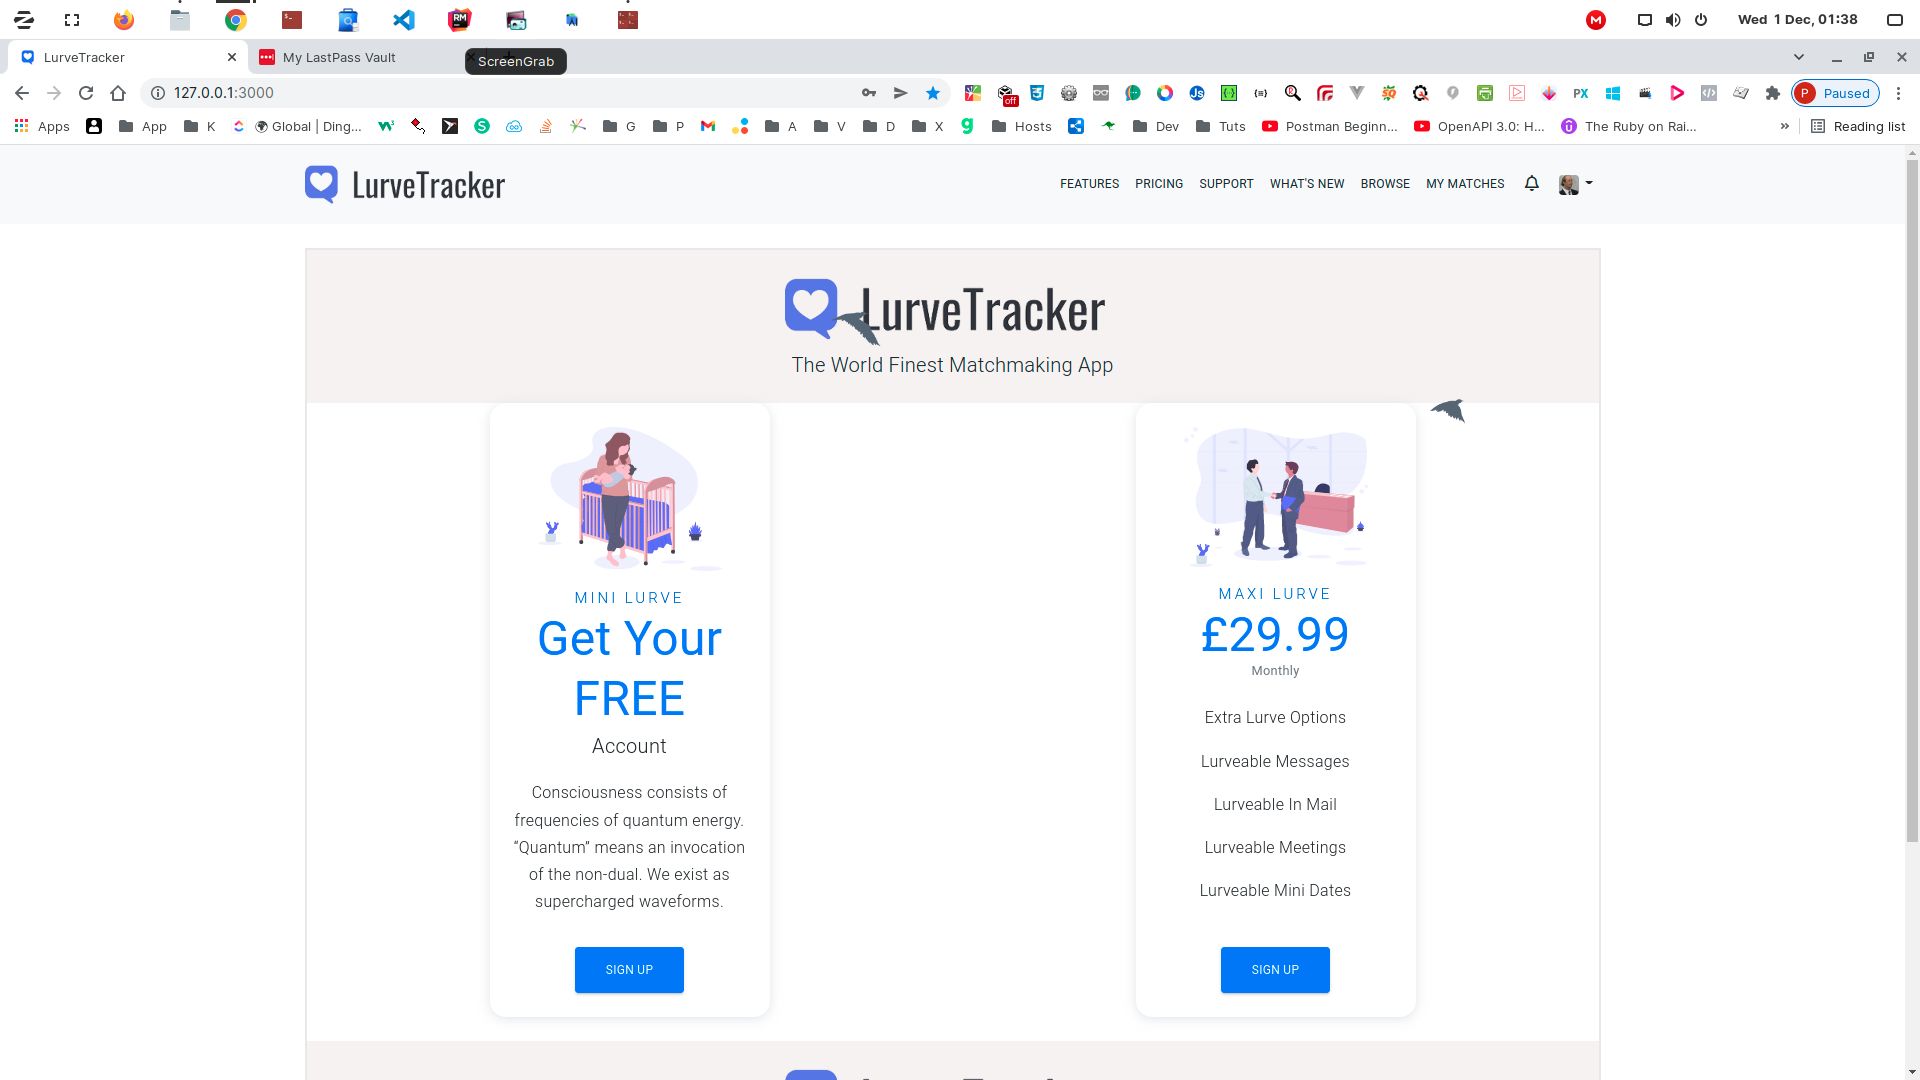 Wed 1 Dec, 01:38
LurveTracker
My LastPass Vault
ScreenGrab
127.0.0.1:3000
off
P Paused
Apps
App
K
Global | Ding...
G
P
A
V
D
X
Hosts
Dev
Tuts
Postman Beginn...
OpenAPI 3.0: H...
The Ruby on Rai...
»
Reading list
LurveTracker
FEATURES
PRICING
SUPPORT
WHAT'S NEW
BROWSE
MY MATCHES
LurveTracker
The World Finest Matchmaking App
MINI LURVE
Get Your
FREE
Account
Consciousness consists of
frequencies of quantum energy.
“Quantum” means an invocation
of the non-dual. We exist as
supercharged waveforms.
SIGN UP
MAXI LURVE
£29.99
Monthly
Extra Lurve Options
Lurveable Messages
Lurveable In Mail
Lurveable Meetings
Lurveable Mini Dates
SIGN UP